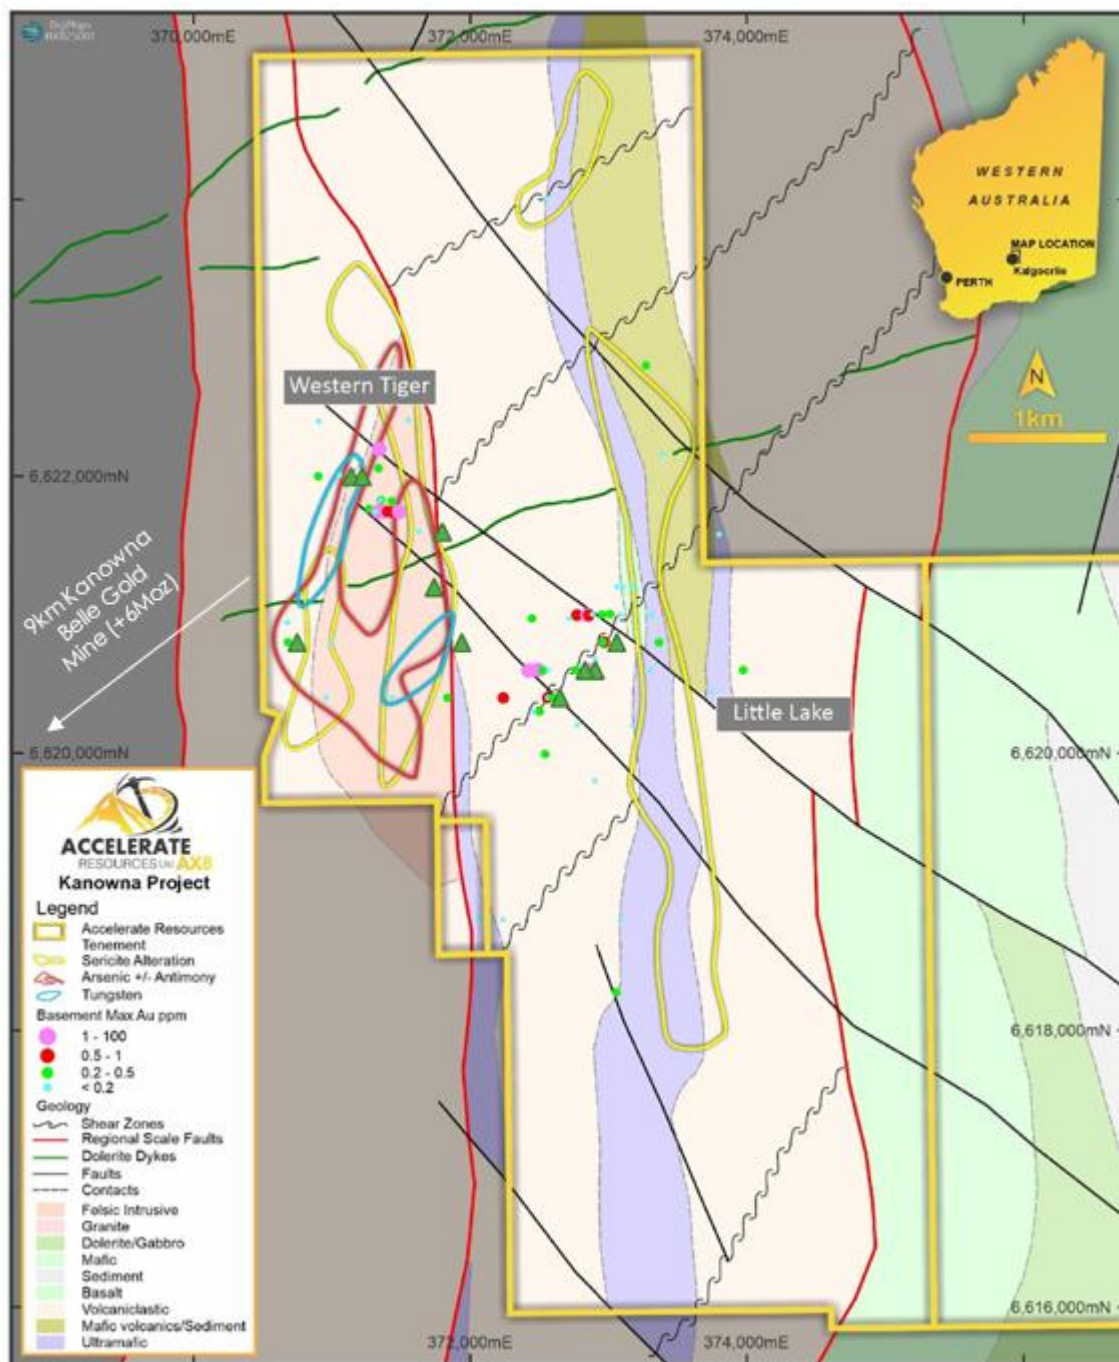 370,000mE
372,000mE
374,000mE
WESTERN
AUSTRALIA
MAP LOCATION
Kalgoorlie
PERTH
N
1km
Western Tiger
6,622,000mN
9km Kanowna
Belle Gold
Mine (+6Moz)
Little Lake
6,620,000mN
6,620,000mN
ACCELERATE
RESOURCES LTD AX8
Kanowna Project
Legend
Accelerate Resources
Tenement
Sericite Alteration
Arsenic +/- Antimony
Tungsten
Basement Max Au ppm
1 - 100
0.5 - 1
0.2 - 0.5
< 0.2
Geology
Shear Zones
Regional Scale Faults
Dolerite Dykes
Faults
Contacts
Felsic Intrusive
Granite
Dolerite/Gabbro
Mafic
Sediment
Basalt
Volcaniclastic
Mafic volcanics/Sediment
Ultramafic
6,618,000mN
6,616,000mN
372,000mE
374,000mE